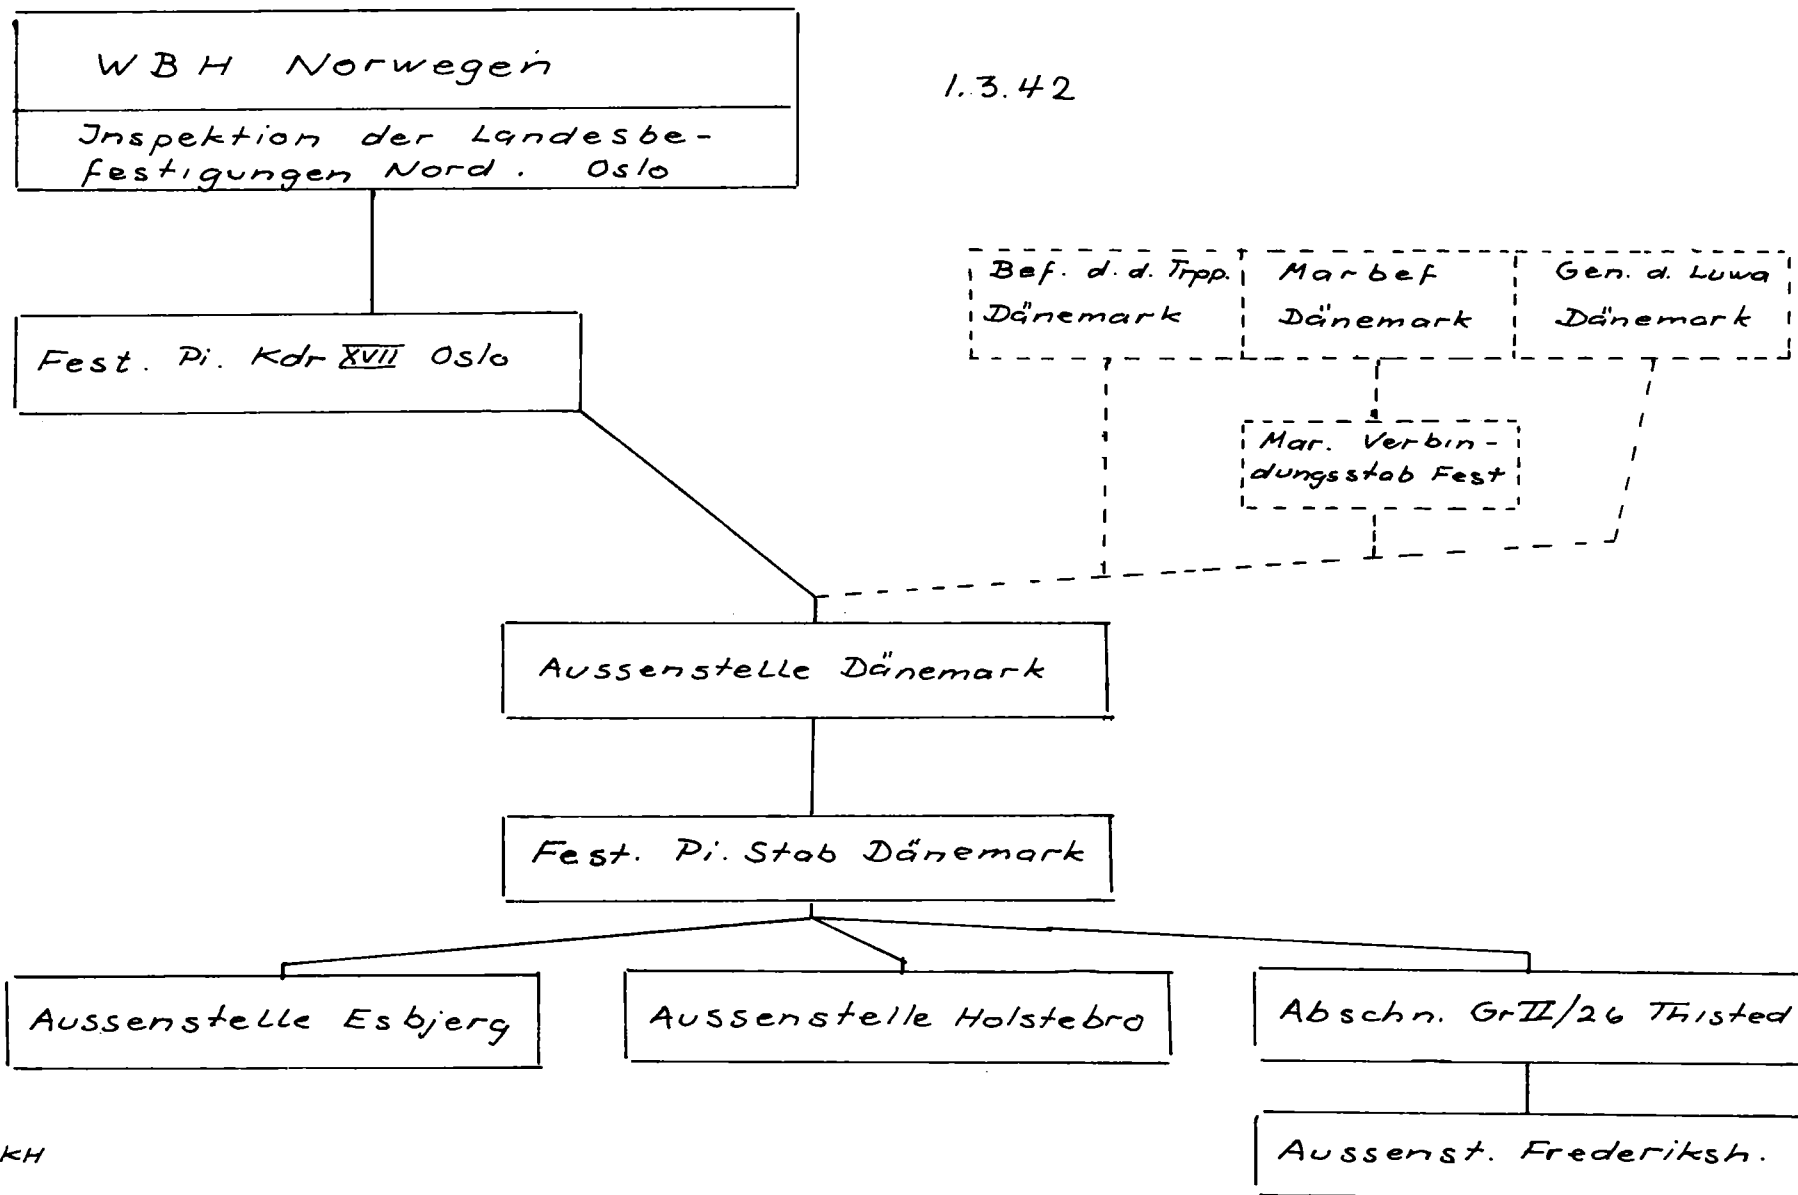 WBH Norwegen
1.3.42
Inspektion der Landesbe-
festigungen Nord. Oslo
Bef. d. d. Trpp.
Dänemark
Marbef
Dänemark
Gen. d. Luwa
Dänemark
Fest. Pi. Kdr XVII Oslo
Mar. Verbin-
dungsstab Fest
Aussenstelle Dänemark
Fest. Pi. Stab Dänemark
Aussenstelle Esbjerg
Aussenstelle Holstebro
Abschn. Gr II/26 Thisted
Aussenst. Frederiksh.
KH